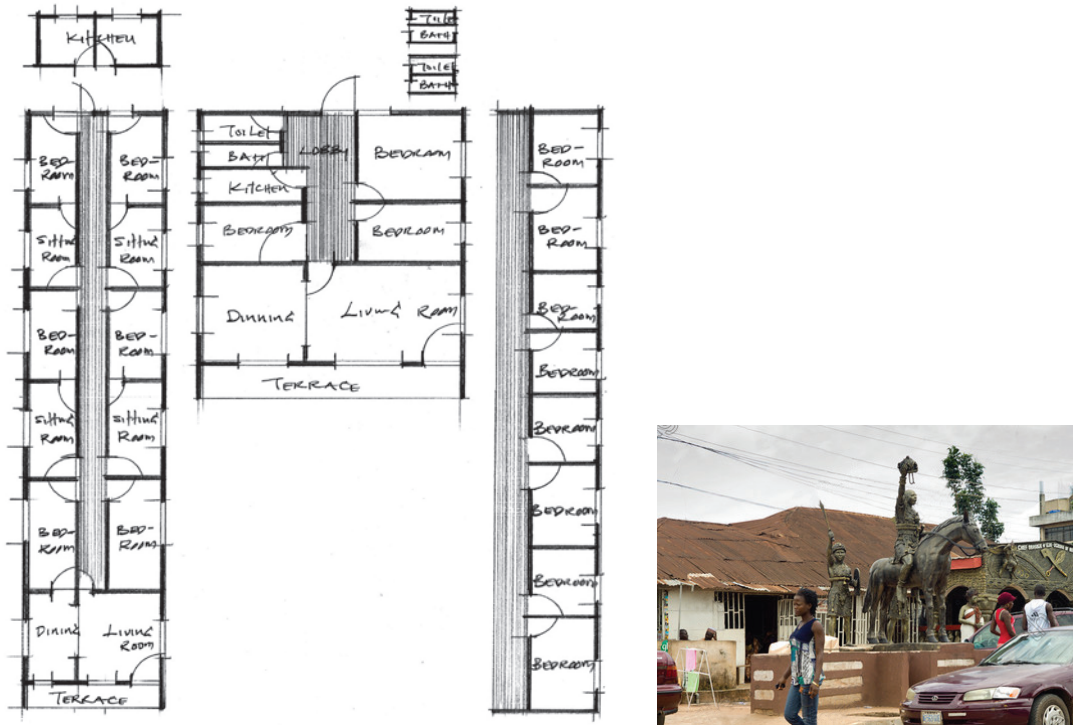 KITCHEN
TOILET
BATH
TOILET
BATH
BED-
ROOM
BED-
ROOM
SITTING
ROOM
SITTING
ROOM
BED-
ROOM
BED-
ROOM
SITTING
ROOM
SITTING
ROOM
BED-
ROOM
BED-
ROOM
DINING
LIVING
ROOM
TERRACE
TOILET
BATH
LOBBY
BEDROOM
KITCHEN
BEDROOM
BEDROOM
DINNING
LIVING ROOM
TERRACE
BED-
ROOM
BED-
ROOM
BED-
ROOM
BEDROOM
BEDROOM
BEDROOM
BEDROOM
BEDROOM